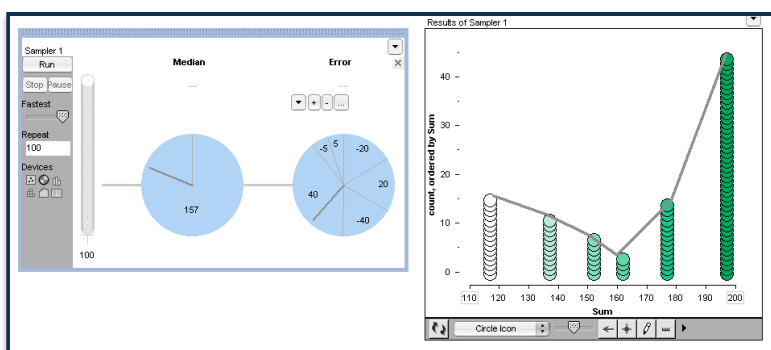 Sampler 1
Run
Stop Pause
Fastest
Repeat
100
Devices
Median
Error
+ - ...
157
-5 5 -20
20
-40
40
100
Results of Sampler 1
count, ordered by Sum
40
30
20
10
0
110 120 130 140 150 160 170 180 190 200
Sum
Circle Icon